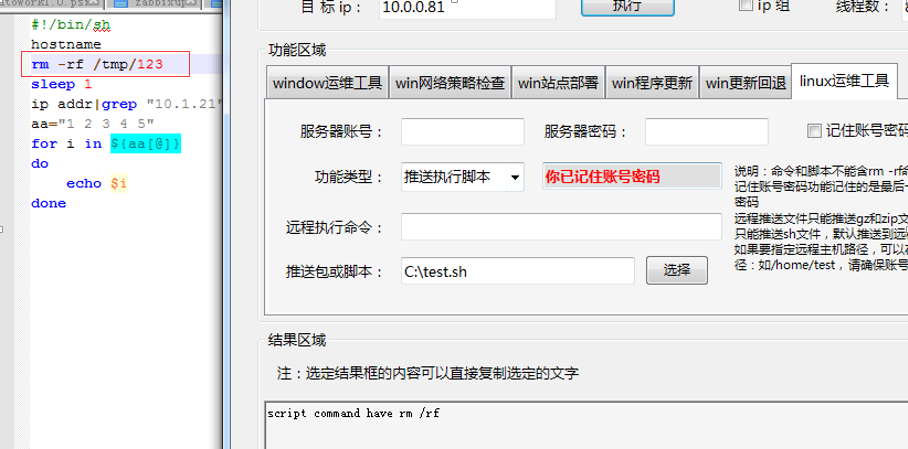 #!/bin/sh
hostname
rm -rf /tmp/123
sleep 1
ip addr|grep "10.1.21"
aa="1 2 3 4 5"
for i in ${aa[@]}
do
echo $i
done
目标ip： 10.0.0.81 执行 ip 组 线程数：
功能区域
window运维工具 win网络策略检查 win站点部署 win程序更新 win更新回退 linux运维工具
服务器账号： 服务器密码： 记住账号密码
功能类型： 推送执行脚本 你已记住账号密码
说明：命令和脚本不能含rm -rf命
记住账号密码功能记住的是最后一
密码
远程执行命令：
远程推送文件只能推送gz和zip文
只能推送sh文件，默认推送到远
如果要指定远程主机路径，可以在
径：如/home/test，请确保账号
推送包或脚本： C:\test.sh 选择
结果区域
注：选定结果框的内容可以直接复制选定的文字
script command have rm /rf